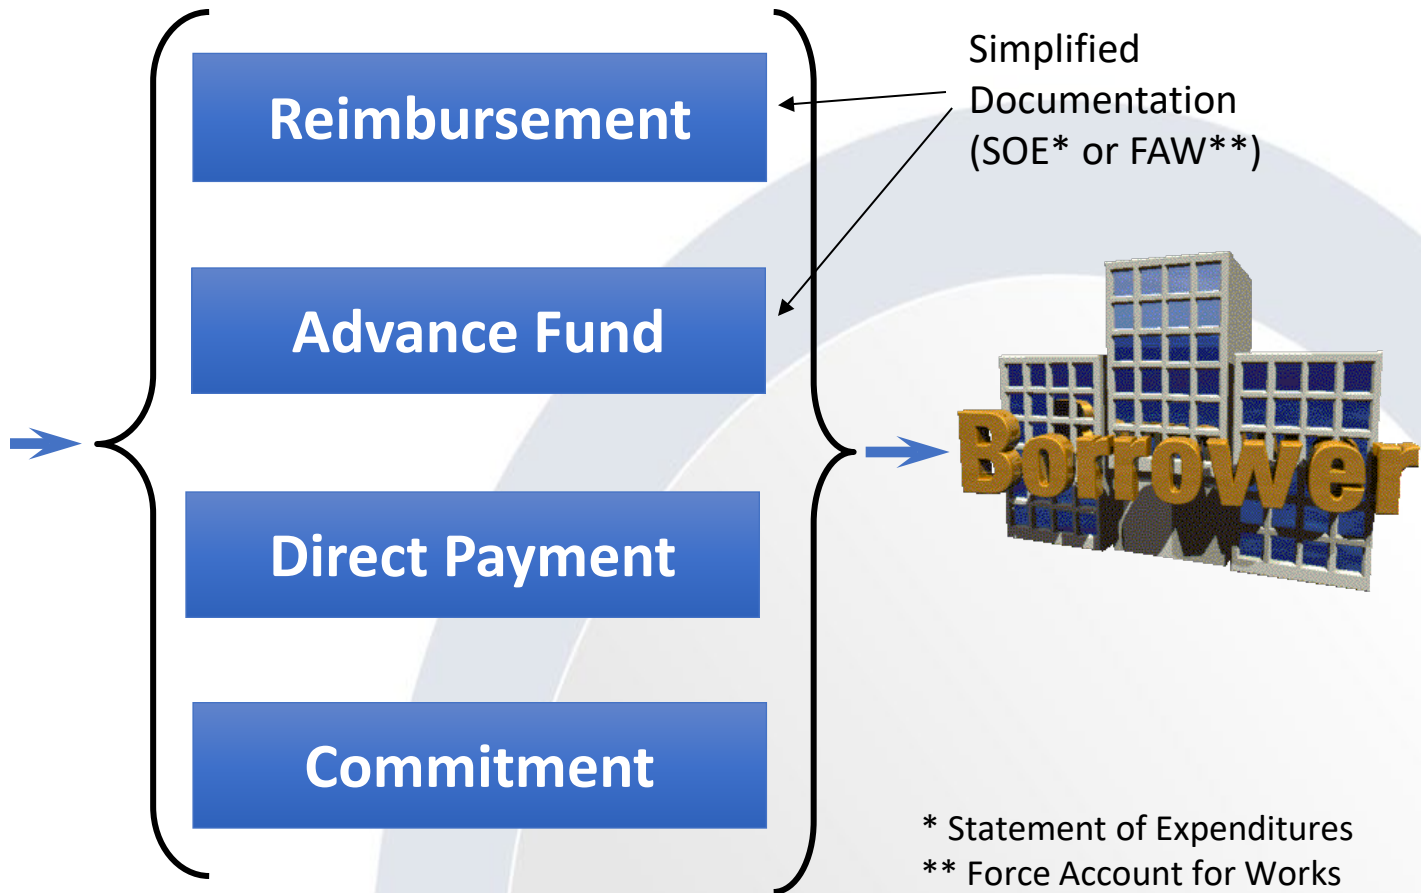 Reimbursement
Advance Fund
Direct Payment
Commitment
Simplified
Documentation
(SOE* or FAW**)
Borrower
* Statement of Expenditures
** Force Account for Works